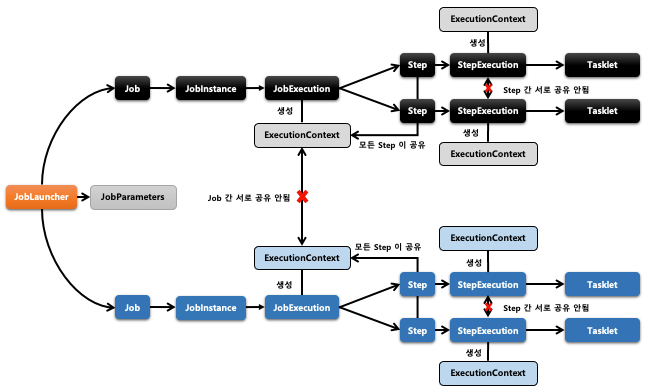 ExecutionContext
생성
Step
StepExecution
Tasklet
Step 간 서로 공유 안됨
Job
JobInstance
JobExecution
생성
Step
StepExecution
Tasklet
ExecutionContext
모든 Step 이 공유
생성
ExecutionContext
JobLauncher
JobParameters
Job 간 서로 공유 안됨
ExecutionContext
모든 Step 이 공유
ExecutionContext
생성
생성
Step
StepExecution
Tasklet
Step 간 서로 공유 안됨
Job
JobInstance
JobExecution
Step
StepExecution
Tasklet
생성
ExecutionContext